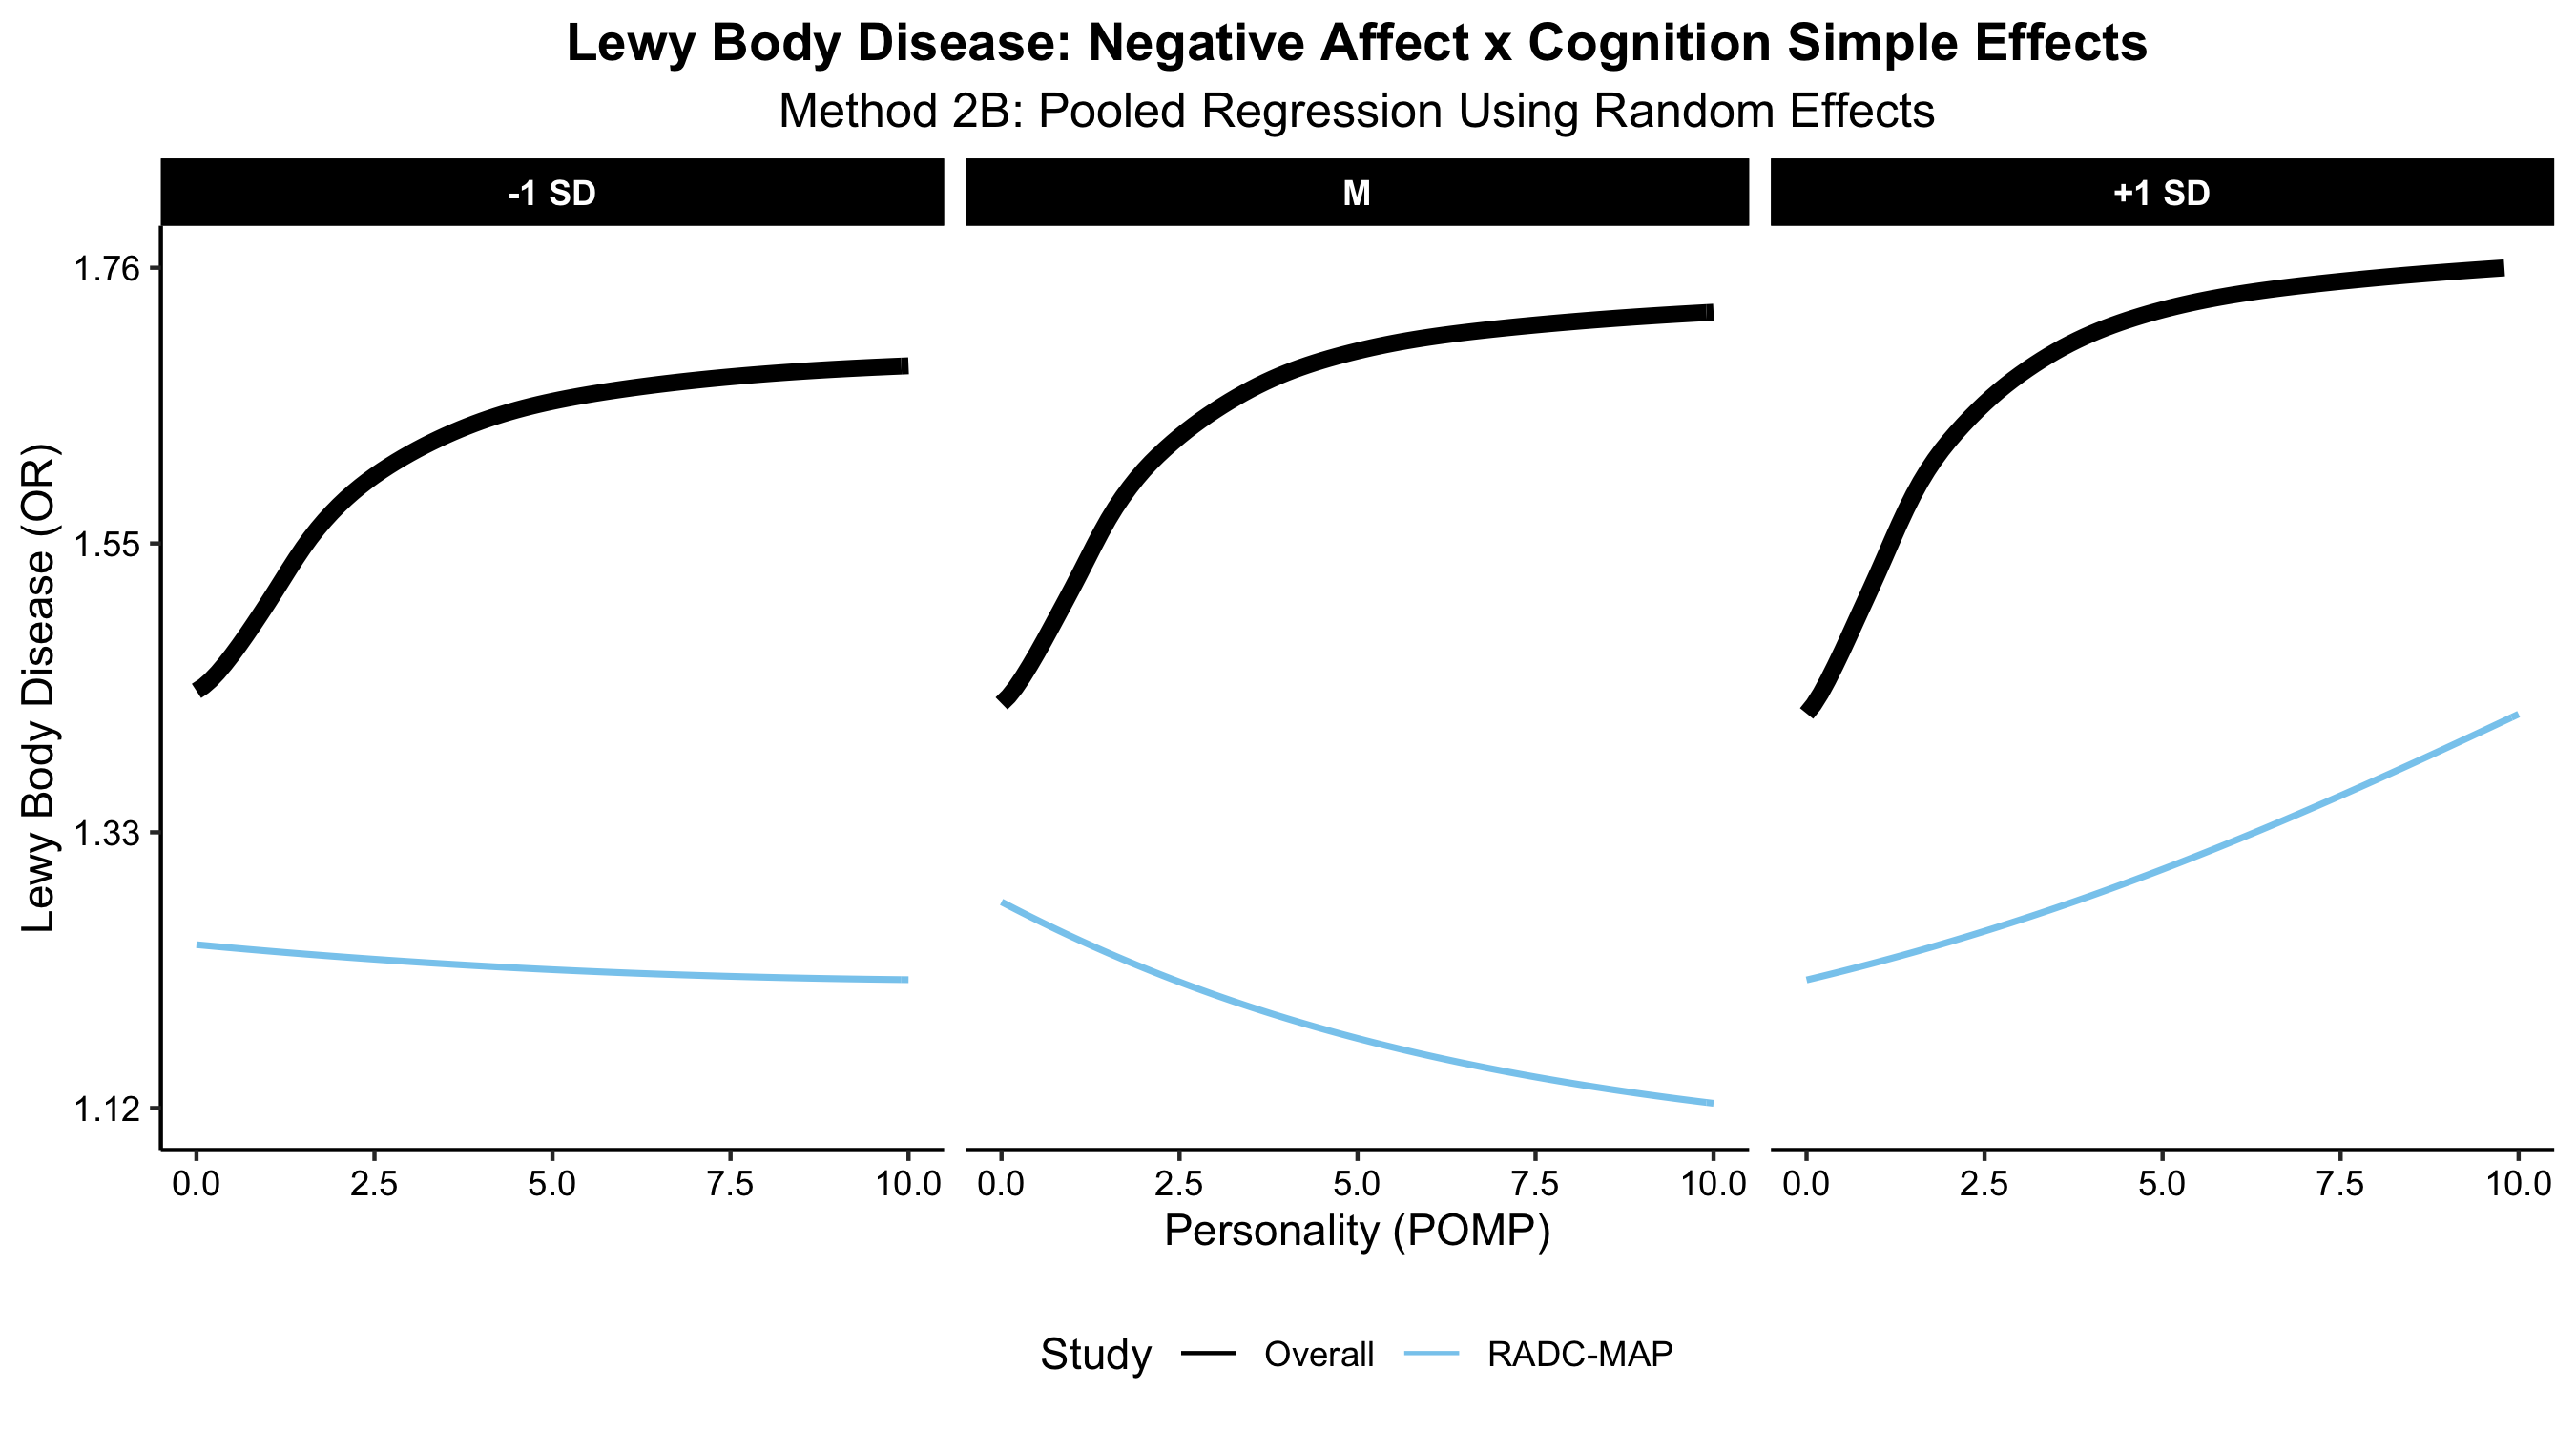 Lewy Body Disease: Negative Affect x Cognition Simple Effects
Method 2B: Pooled Regression Using Random Effects
-1 SD M +1 SD
Lewy Body Disease (OR)
1.76
1.55
1.33
1.12
0.0 2.5 5.0 7.5 10.0 0.0 2.5 5.0 7.5 10.0 0.0 2.5 5.0 7.5 10.0
Personality (POMP)
Study Overall RADC-MAP